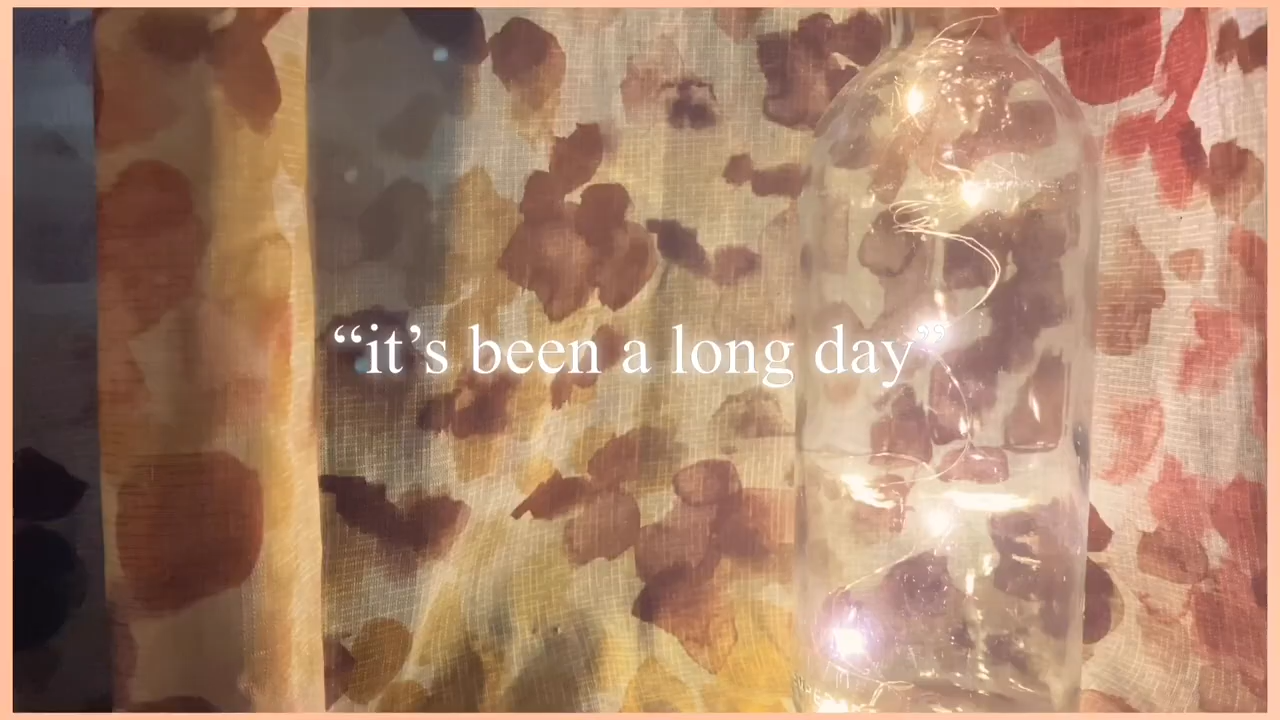 “it’s been a long day”